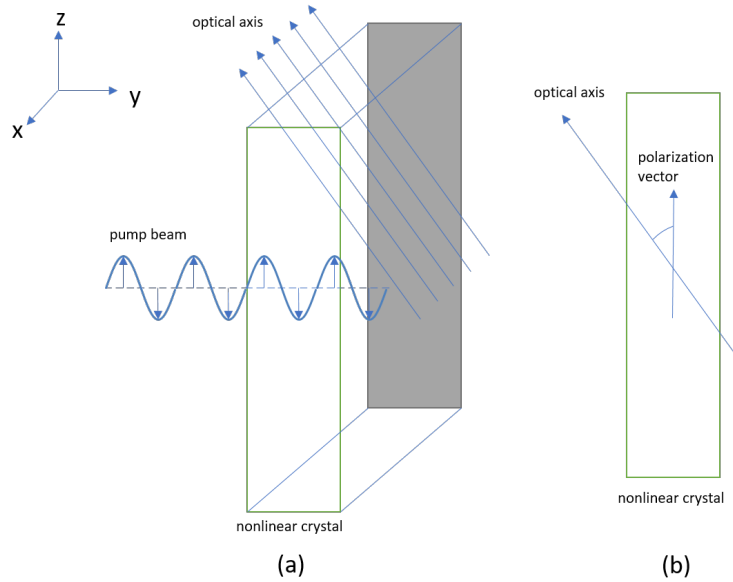 z
y
x
optical axis
pump beam
nonlinear crystal
(a)
optical axis
polarization
vector
nonlinear crystal
(b)